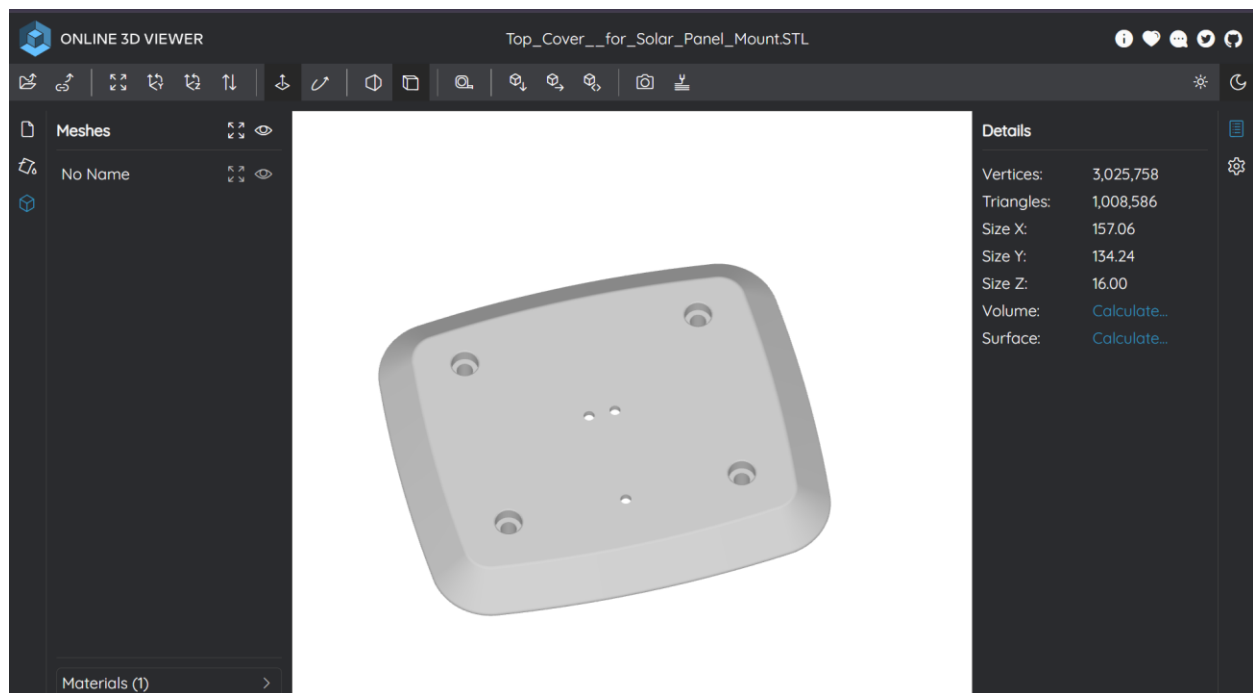 ONLINE 3D VIEWER
Top_Cover__for_Solar_Panel_Mount.STL
Meshes
No Name
Materials (1)
Details
Vertices: 3,025,758
Triangles: 1,008,586
Size X: 157.06
Size Y: 134.24
Size Z: 16.00
Volume: Calculate...
Surface: Calculate...